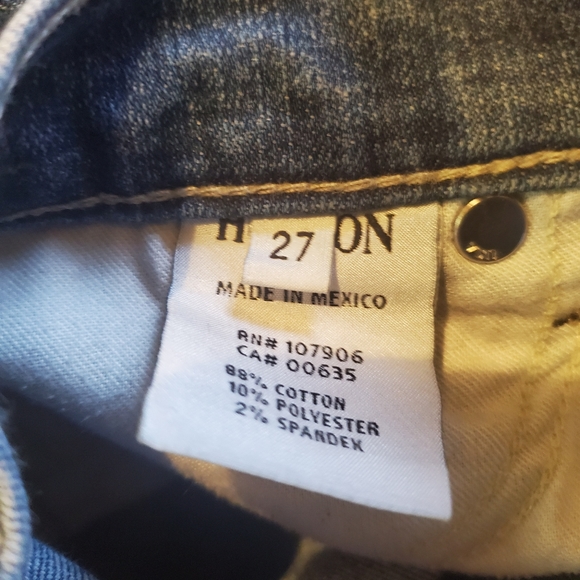 H
ON
27
MADE IN MEXICO
RN# 107906
CA# 00635
88% COTTON
10% POLYESTER
2% SPANDEX